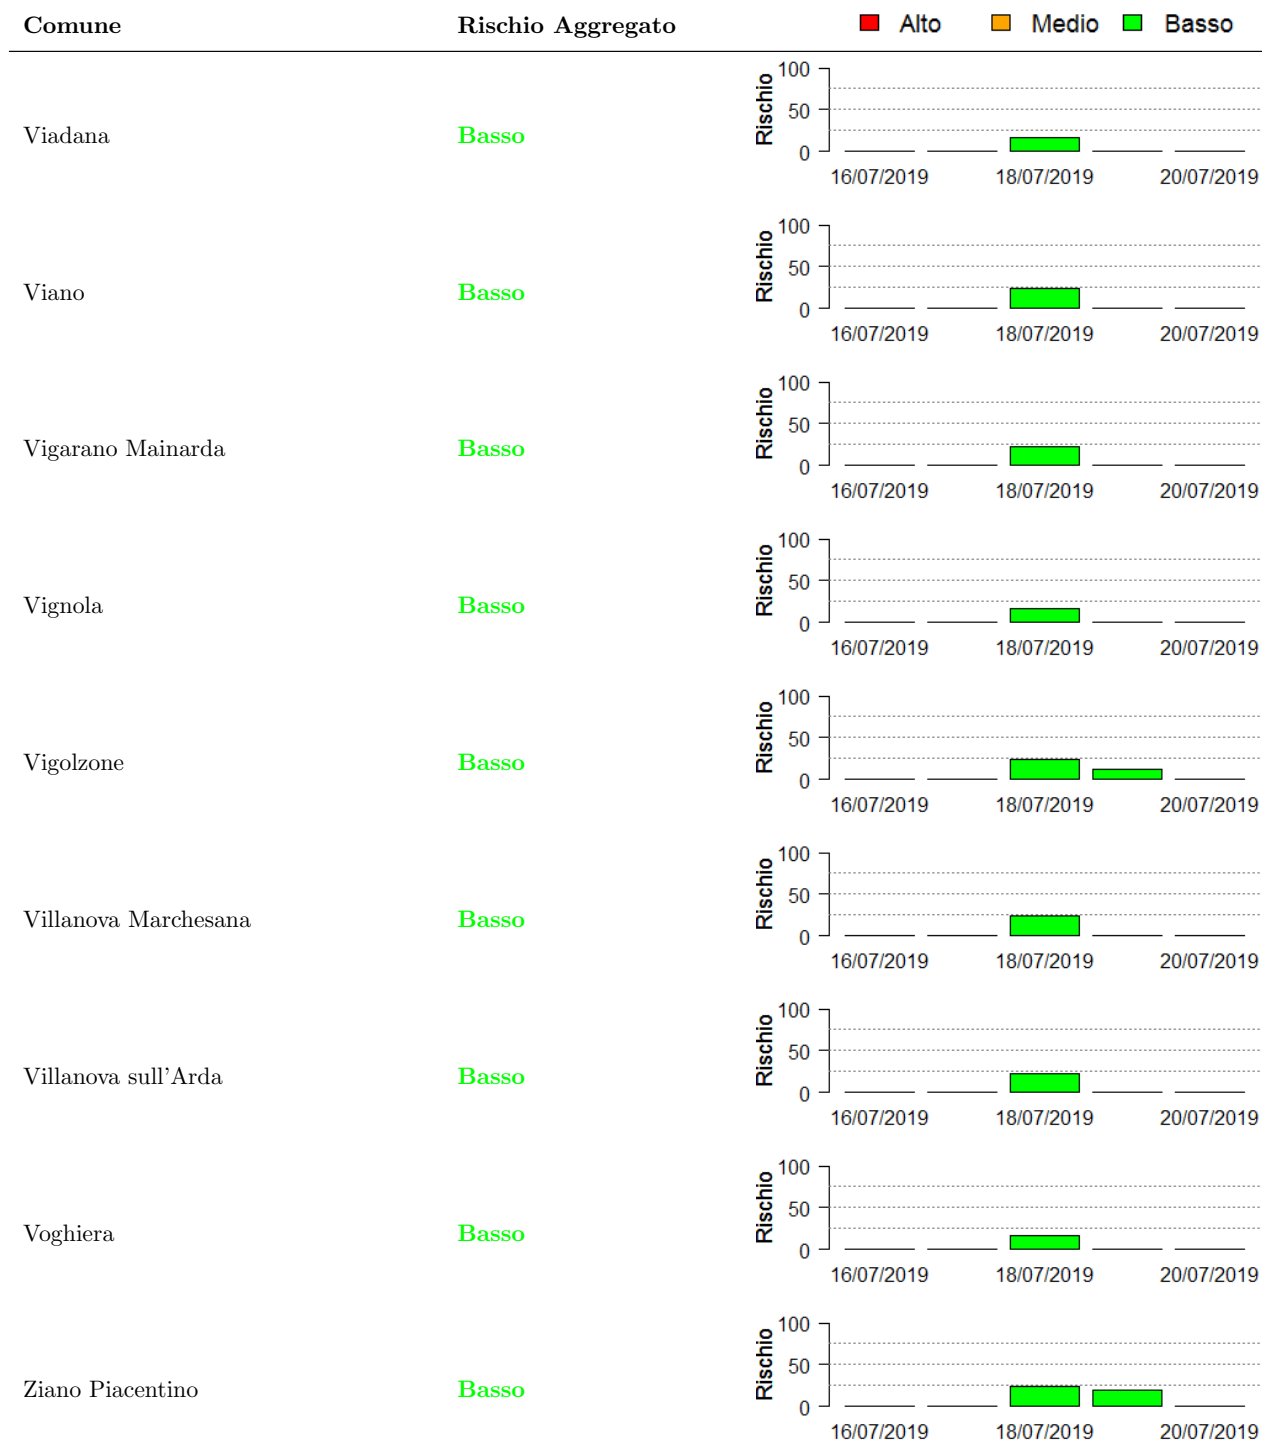 Comune Rischio Aggregato Alto Medio Basso
Viadana Basso
Rischio
100
50
0
16/07/2019 18/07/2019 20/07/2019
Viano Basso
Rischio
100
50
0
16/07/2019 18/07/2019 20/07/2019
Vigarano Mainarda Basso
Rischio
100
50
0
16/07/2019 18/07/2019 20/07/2019
Vignola Basso
Rischio
100
50
0
16/07/2019 18/07/2019 20/07/2019
Vigolzone Basso
Rischio
100
50
0
16/07/2019 18/07/2019 20/07/2019
Villanova Marchesana Basso
Rischio
100
50
0
16/07/2019 18/07/2019 20/07/2019
Villanova sull'Arda Basso
Rischio
100
50
0
16/07/2019 18/07/2019 20/07/2019
Voghiera Basso
Rischio
100
50
0
16/07/2019 18/07/2019 20/07/2019
Ziano Piacentino Basso
Rischio
100
50
0
16/07/2019 18/07/2019 20/07/2019